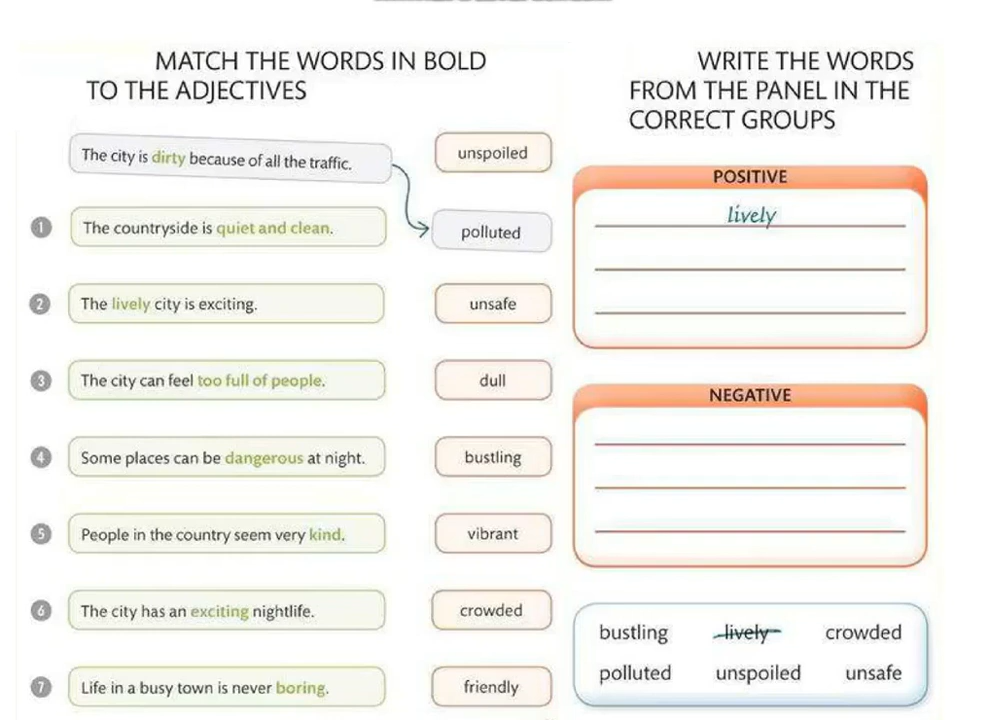 MATCH THE WORDS IN BOLD
TO THE ADJECTIVES
The city is dirty because of all the traffic.
1 The countryside is quiet and clean.
2 The lively city is exciting.
3 The city can feel too full of people.
4 Some places can be dangerous at night.
5 People in the country seem very kind.
6 The city has an exciting nightlife.
7 Life in a busy town is never boring.
unspoiled
polluted
unsafe
dull
bustling
vibrant
crowded
friendly
WRITE THE WORDS
FROM THE PANEL IN THE
CORRECT GROUPS
POSITIVE
lively
NEGATIVE
bustling lively crowded
polluted unspoiled unsafe